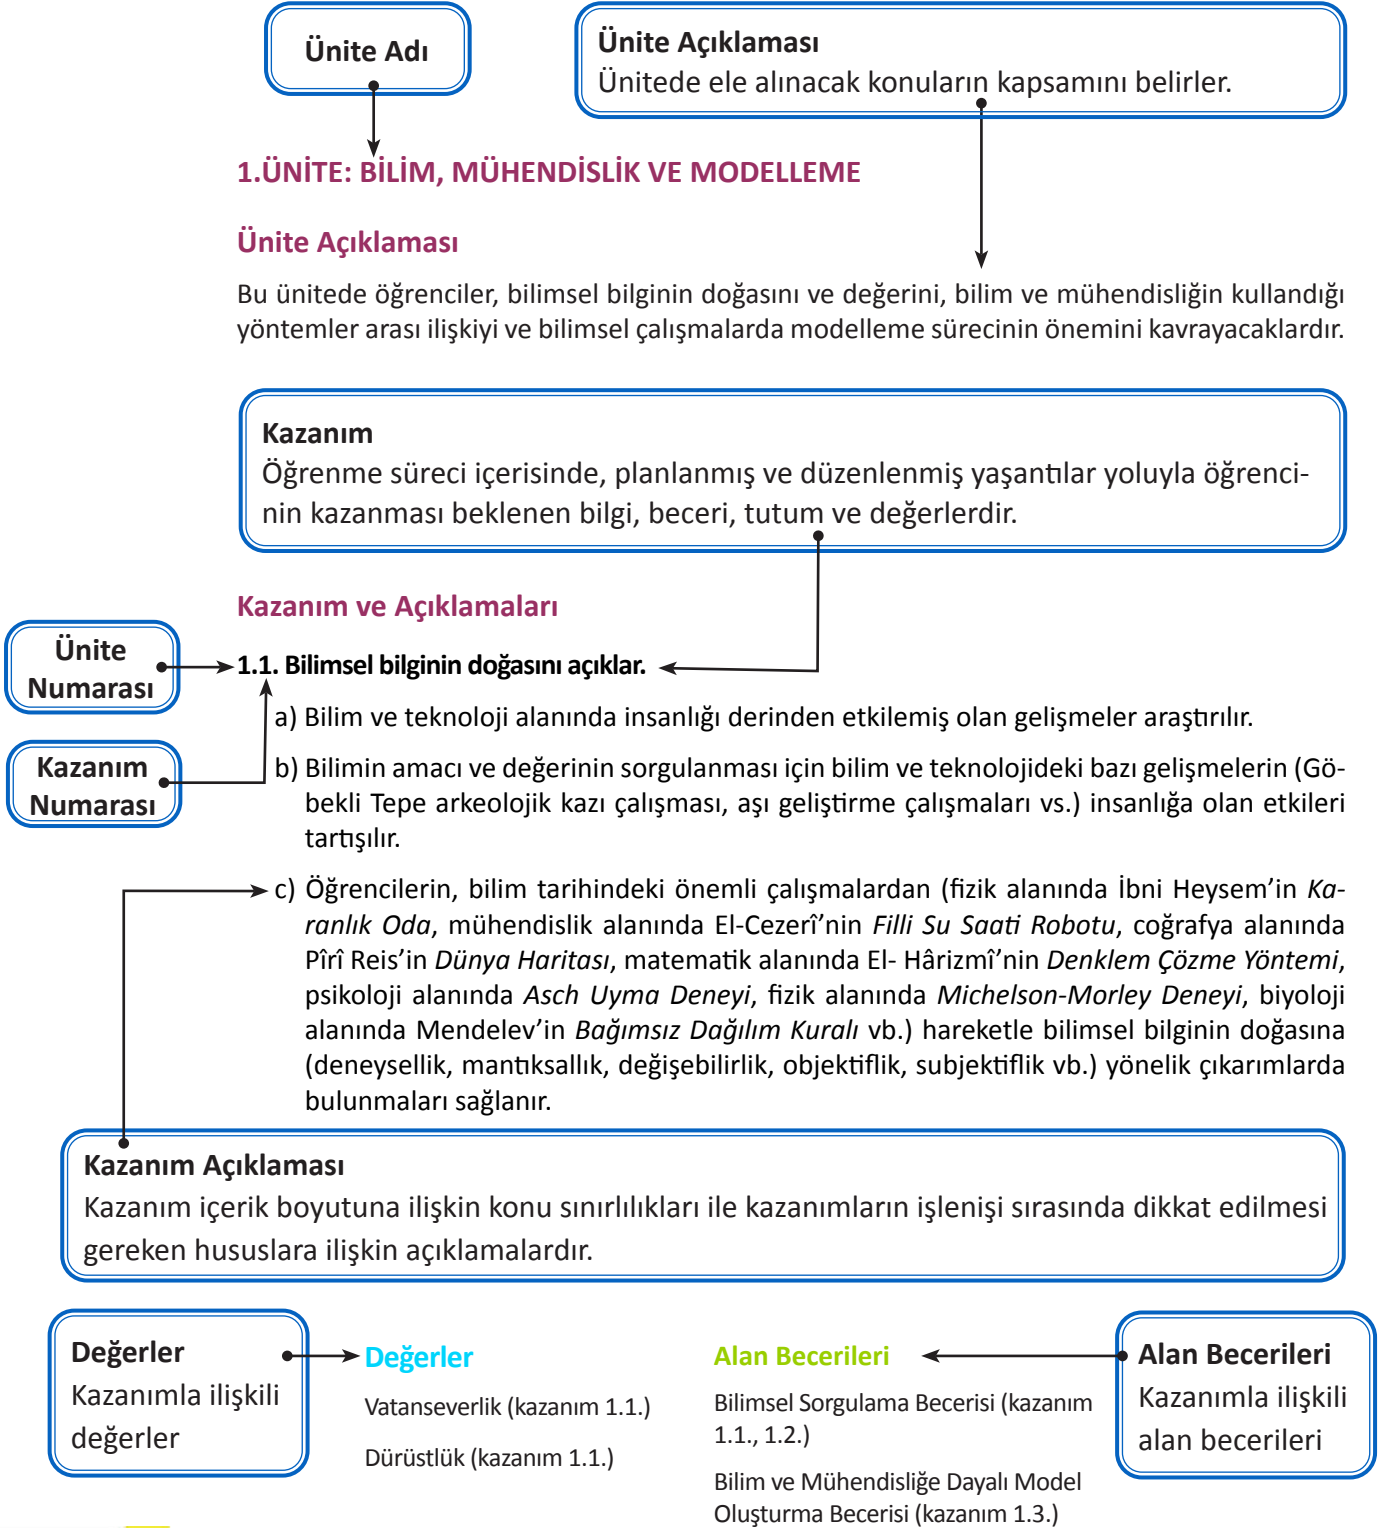 Ünite Adı
Ünite Açıklaması
Ünitede ele alınacak konuların kapsamını belirler.
1.ÜNİTE: BİLİM, MÜHENDİSLİK VE MODELLEME
Ünite Açıklaması
Bu ünitede öğrenciler, bilimsel bilginin doğasını ve değerini, bilim ve mühendisliğin kullandığı
yöntemler arası ilişkiyi ve bilimsel çalışmalarda modelleme sürecinin önemini kavrayacaklardır.
Kazanım
Öğrenme süreci içerisinde, planlanmış ve düzenlenmiş yaşantılar yoluyla öğrenci-
nin kazanması beklenen bilgi, beceri, tutum ve değerlerdir.
Kazanım ve Açıklamaları
Ünite
Numarası
1.1. Bilimsel bilginin doğasını açıklar.
a) Bilim ve teknoloji alanında insanlığı derinden etkilemiş olan gelişmeler araştırılır.
Kazanım
Numarası
b) Bilimin amacı ve değerinin sorgulanması için bilim ve teknolojideki bazı gelişmelerin (Gö-
bekli Tepe arkeolojik kazı çalışması, aşı geliştirme çalışmaları vs.) insanlığa olan etkileri
tartışılır.
c) Öğrencilerin, bilim tarihindeki önemli çalışmalardan (fizik alanında İbni Heysem’in Ka-
ranlık Oda, mühendislik alanında El-Cezerî’nin Filli Su Saati Robotu, coğrafya alanında
Pîrî Reis’in Dünya Haritası, matematik alanında El- Hârizmî’nin Denklem Çözme Yöntemi,
psikoloji alanında Asch Uyma Deneyi, fizik alanında Michelson-Morley Deneyi, biyoloji
alanında Mendelev’in Bağımsız Dağılım Kuralı vb.) hareketle bilimsel bilginin doğasına
(deneysellik, mantıksallık, değişebilirlik, objektiflik, subjektiflik vb.) yönelik çıkarımlarda
bulunmaları sağlanır.
Kazanım Açıklaması
Kazanım içerik boyutuna ilişkin konu sınırlılıkları ile kazanımların işlenişi sırasında dikkat edilmesi
gereken hususlara ilişkin açıklamalardır.
Değerler
Kazanımla ilişkili
değerler
Değerler
Vatanseverlik (kazanım 1.1.)
Dürüstlük (kazanım 1.1.)
Alan Becerileri
Bilimsel Sorgulama Becerisi (kazanım
1.1., 1.2.)
Bilim ve Mühendisliğe Dayalı Model
Oluşturma Becerisi (kazanım 1.3.)
Alan Becerileri
Kazanımla ilişkili
alan becerileri